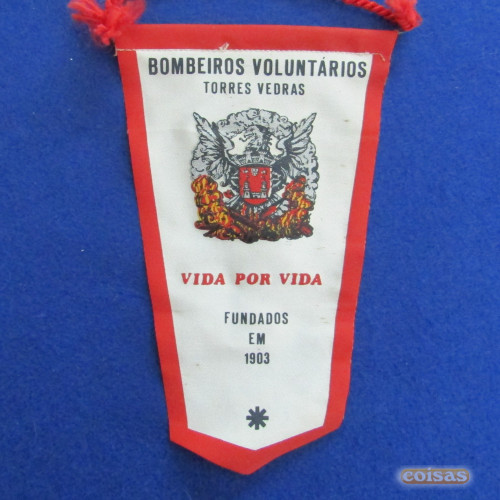 BOMBEIROS VOLUNTÁRIOS
TORRES VEDRAS
VIDA POR VIDA
FUNDADOS
EM
1903
coisas